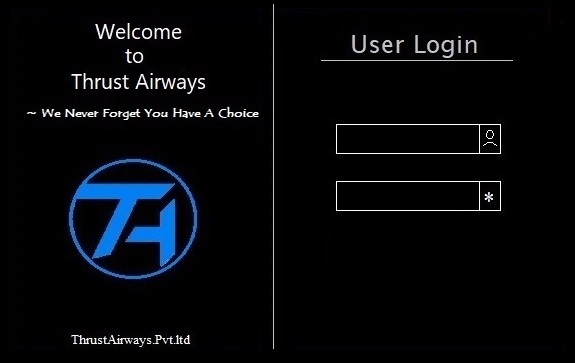 Welcome
to
Thrust Airways
~ We Never Forget You Have A Choice
TA
ThrustAirways.Pvt.ltd
User Login
*